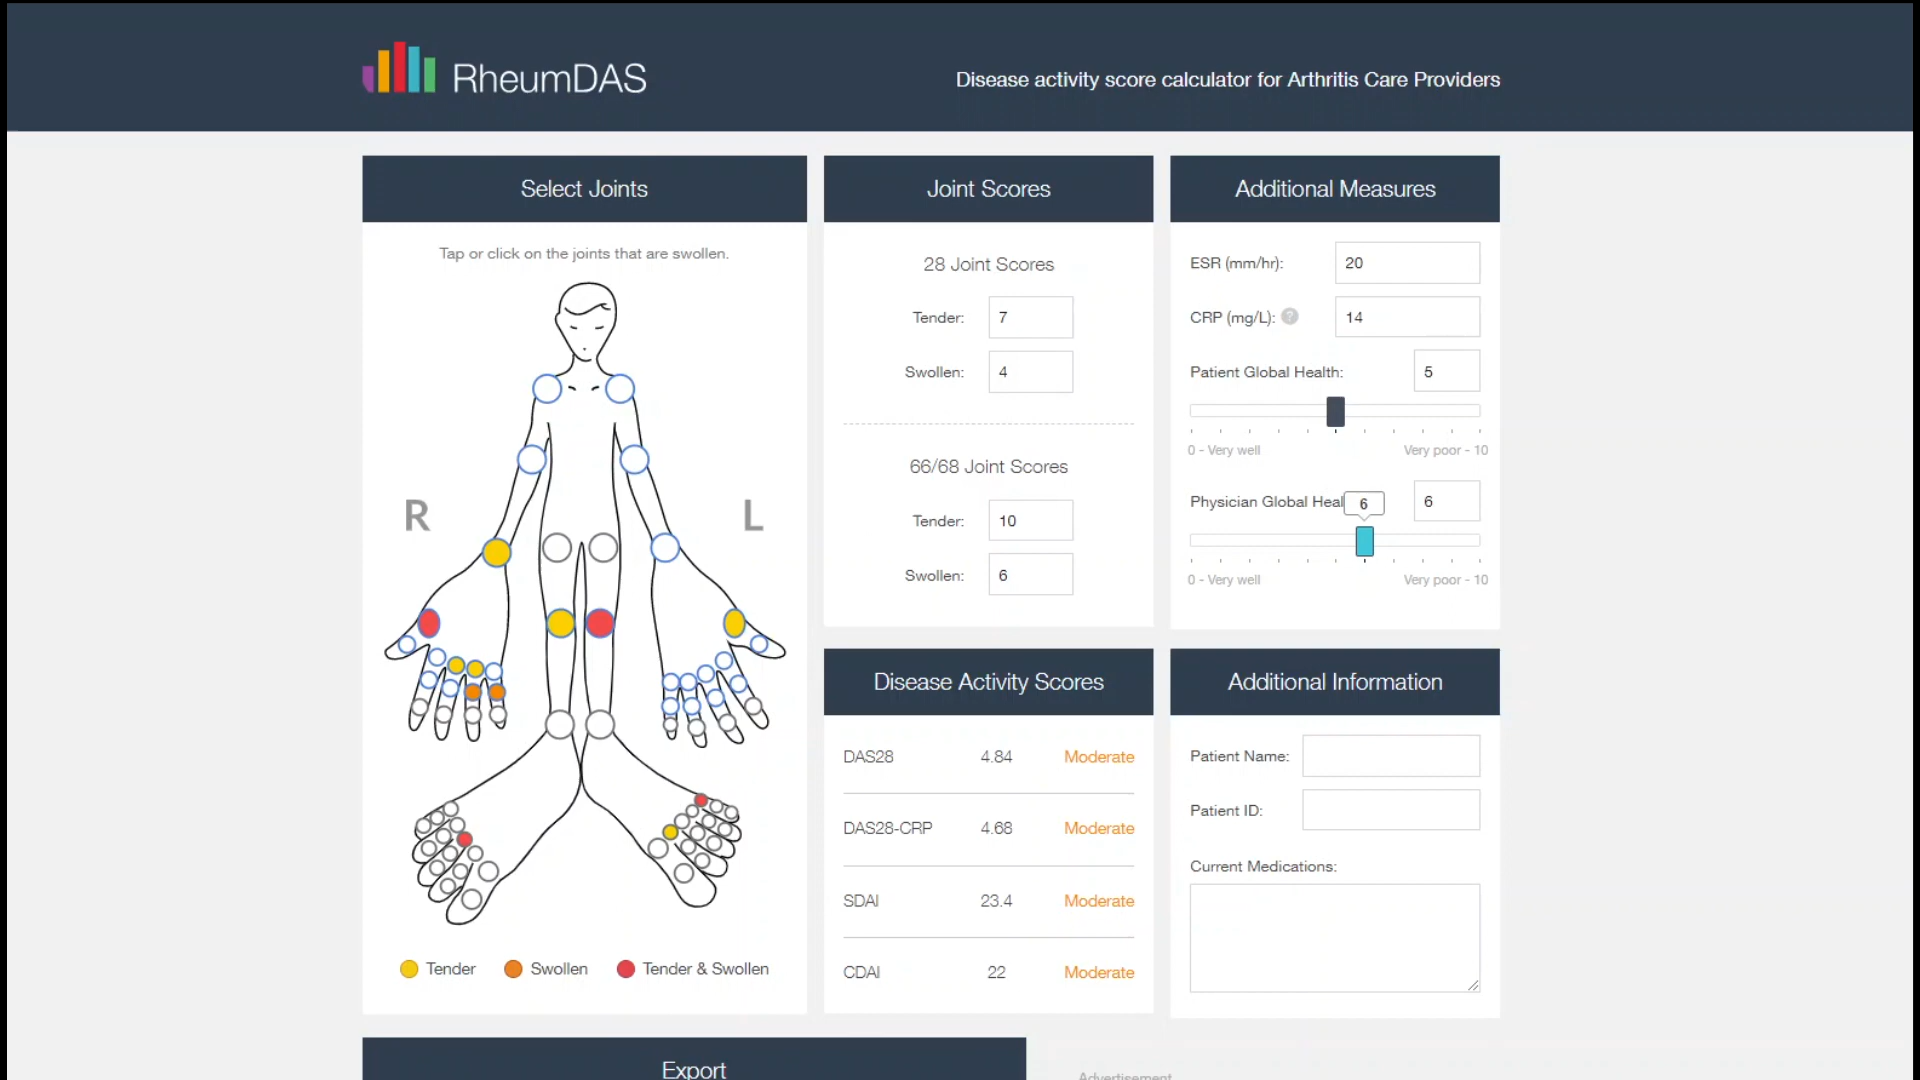 RheumDAS
Disease activity score calculator for Arthritis Care Providers
Select Joints
Tap or click on the joints that are swollen.
R
L
Tender
Swollen
Tender & Swollen
Joint Scores
28 Joint Scores
Tender: 7
Swollen: 4
66/68 Joint Scores
Tender: 10
Swollen: 6
Additional Measures
ESR (mm/hr): 20
CRP (mg/L): ? 14
Patient Global Health: 5
0 - Very well
Very poor - 10
Physician Global Heal 6 6
0 - Very well
Very poor - 10
Disease Activity Scores
DAS28 4.84 Moderate
DAS28-CRP 4.68 Moderate
SDAI 23.4 Moderate
CDAI 22 Moderate
Additional Information
Patient Name:
Patient ID:
Current Medications:
Export
Advertisement